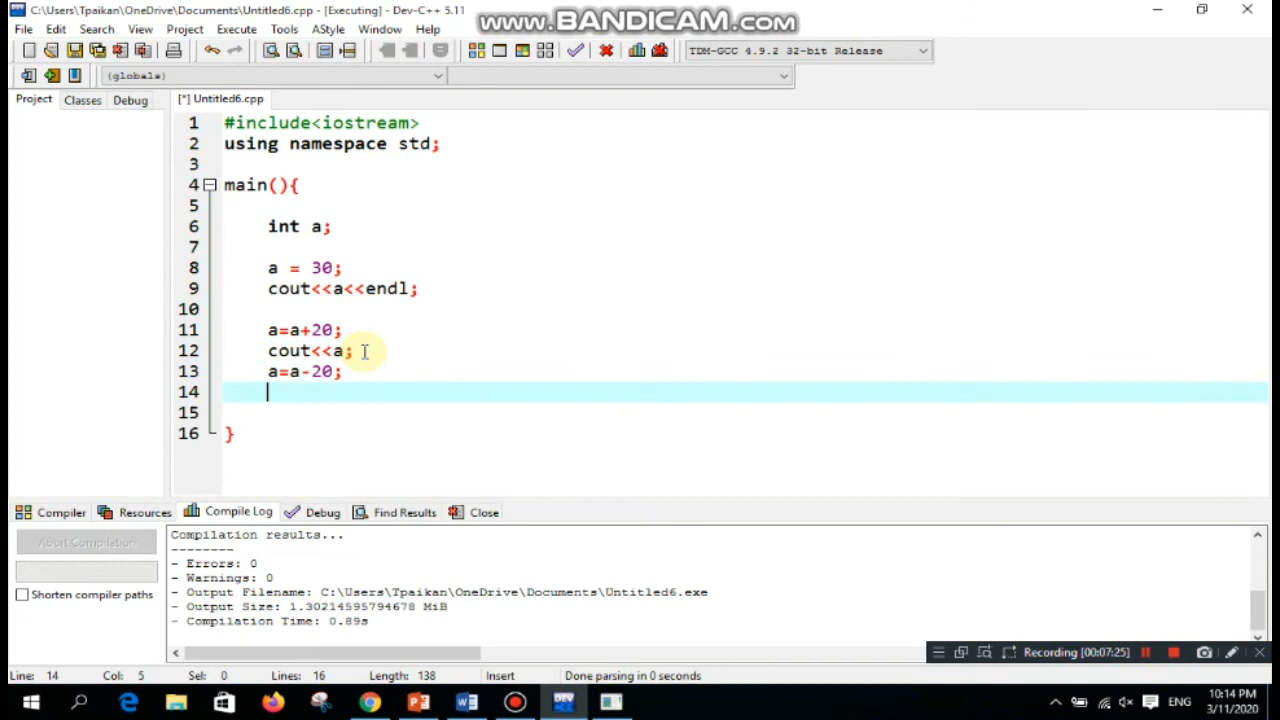 C:\Users\Tpaikan\OneDrive\Documents\Untitled6.cpp - [Executing] - Dev-C++ 5.11
www.BANDICAM.com
File Edit Search View Project Execute Tools AStyle Window Help
TDM-GCC 4.9.2 32-bit Release
(globals)
Project Classes Debug
[*] Untitled6.cpp
1 #include<iostream>
2 using namespace std;
3
4 main(){
5
6 int a;
7
8 a = 30;
9 cout<<a<<endl;
10
11 a=a+20;
12 cout<<a;
13 a=a-20;
14
15
16 }
Compiler Resources Compile Log Debug Find Results Close
Abort Compilation
Shorten compiler paths
Compilation results...
--------
- Errors: 0
- Warnings: 0
- Output Filename: C:\Users\Tpaikan\OneDrive\Documents\Untitled6.exe
- Output Size: 1.30214595794678 MiB
- Compilation Time: 0.89s
Recording [00:07:25]
Line: 14 Col: 5 Sel: 0 Lines: 16 Length: 138 Insert Done parsing in 0 seconds
DEV
ENG
10:14 PM
3/11/2020